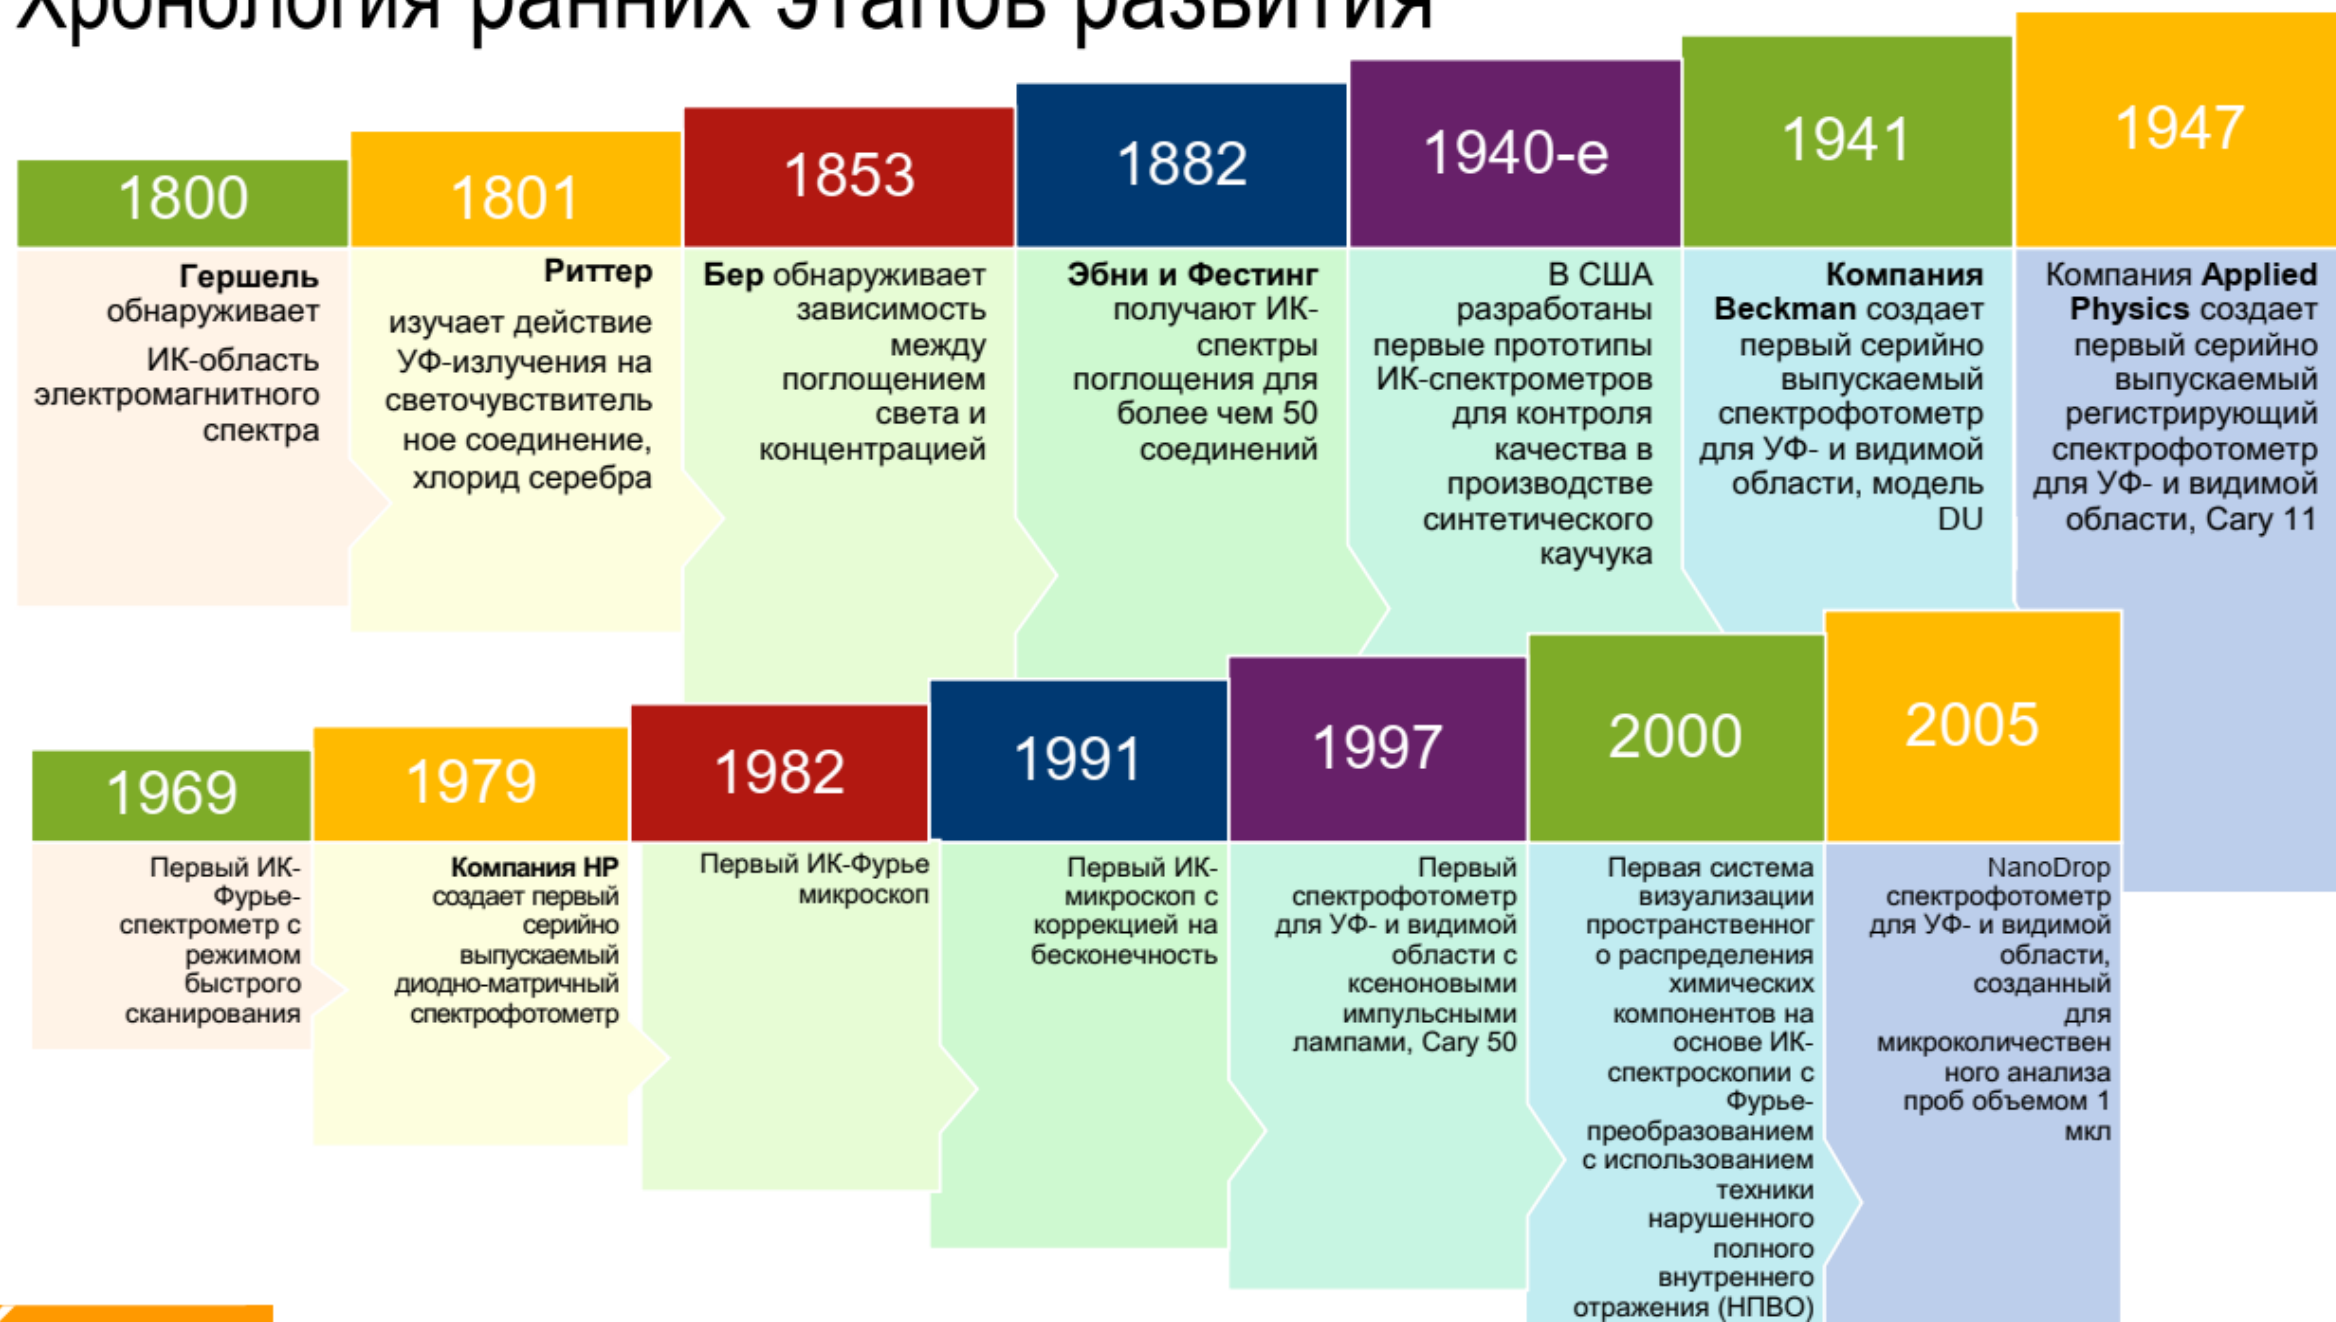 Хронология ранних этапов развития
1800
Гершель
обнаруживает
ИК-область
электромагнитного
спектра
1801
Риттер
изучает действие
УФ-излучения на
светочувствитель
ное соединение,
хлорид серебра
1853
Бер обнаруживает
зависимость
между
поглощением
света и
концентрацией
1882
Эбни и Фестинг
получают ИК-
спектры
поглощения для
более чем 50
соединений
1940-е
В США
разработаны
первые прототипы
ИК-спектрометров
для контроля
качества в
производстве
синтетического
каучука
1941
Компания
Beckman создает
первый серийно
выпускаемый
спектрофотометр
для УФ- и видимой
области, модель
DU
1947
Компания Applied
Physics создает
первый серийно
выпускаемый
регистрирующий
спектрофотометр
для УФ- и видимой
области, Cary 11
1969
Первый ИК-
Фурье-
спектрометр с
режимом
быстрого
сканирования
1979
Компания HP
создает первый
серийно
выпускаемый
диодно-матричный
спектрофотометр
1982
Первый ИК-Фурье
микроскоп
1991
Первый ИК-
микроскоп с
коррекцией на
бесконечность
1997
Первый
спектрофотометр
для УФ- и видимой
области с
ксеноновыми
импульсными
лампами, Cary 50
2000
Первая система
визуализации
пространственног
о распределения
химических
компонентов на
основе ИК-
спектроскопии с
Фурье-
преобразованием
с использованием
техники
нарушенного
полного
внутреннего
отражения (НПВО)
2005
NanoDrop
спектрофотометр
для УФ- и видимой
области,
созданный
для
микроколичествен
ного анализа
проб объемом 1
мкл